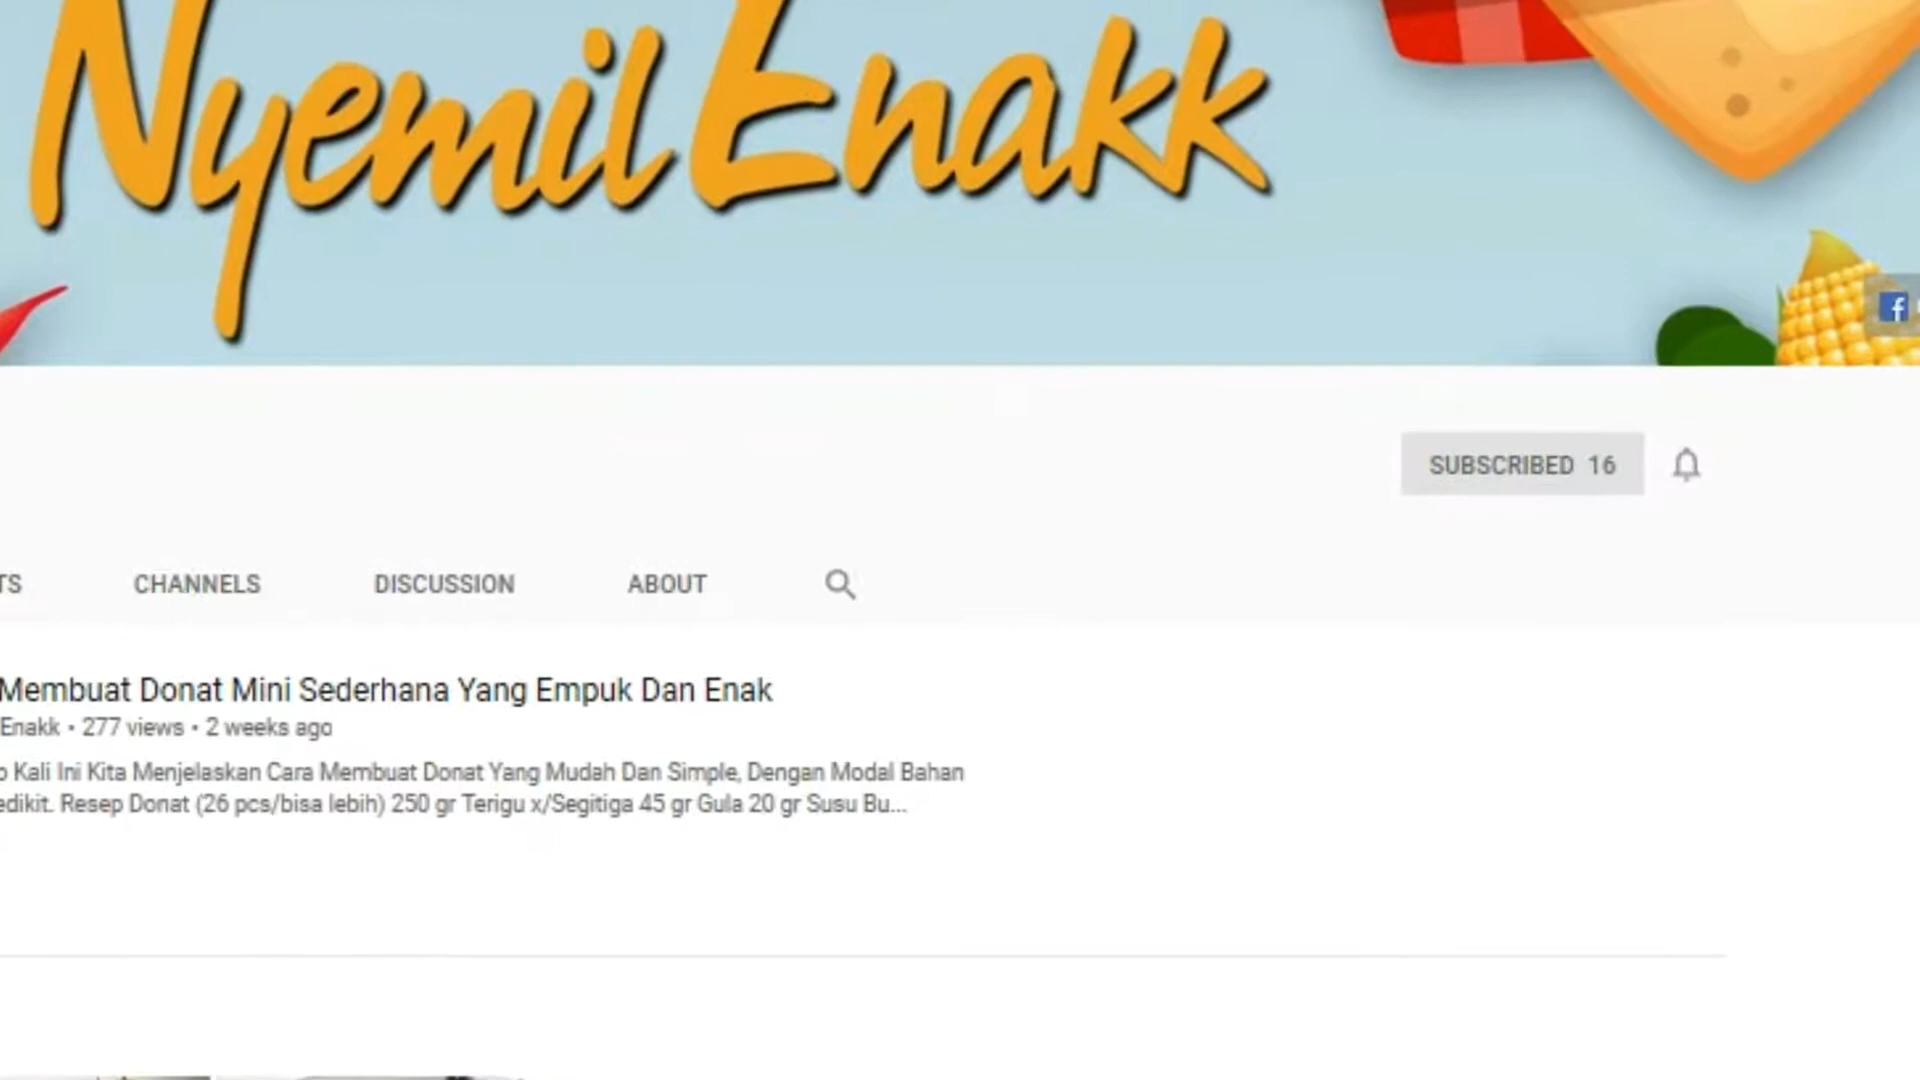 Nyemil Enakk
SUBSCRIBED 16
CHANNELS DISCUSSION ABOUT
Membuat Donat Mini Sederhana Yang Empuk Dan Enak
Enakk • 277 views • 2 weeks ago
Kali Ini Kita Menjelaskan Cara Membuat Donat Yang Mudah Dan Simple, Dengan Modal Bahan
Resep Donat (26 pcs/bisa lebih) 250 gr Terigu x/Segitiga 45 gr Gula 20 gr Susu Bu...